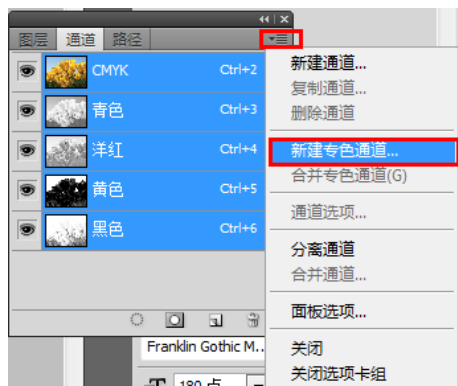 图层 通道 路径
CMYK Ctrl+2
青色 Ctrl+3
洋红 Ctrl+4
黄色 Ctrl+5
黑色 Ctrl+6
新建通道...
复制通道...
删除通道
新建专色通道...
合并专色通道(G)
通道选项...
分离通道
合并通道...
面板选项...
关闭
关闭选项卡组
Franklin Gothic M..
T 180 点